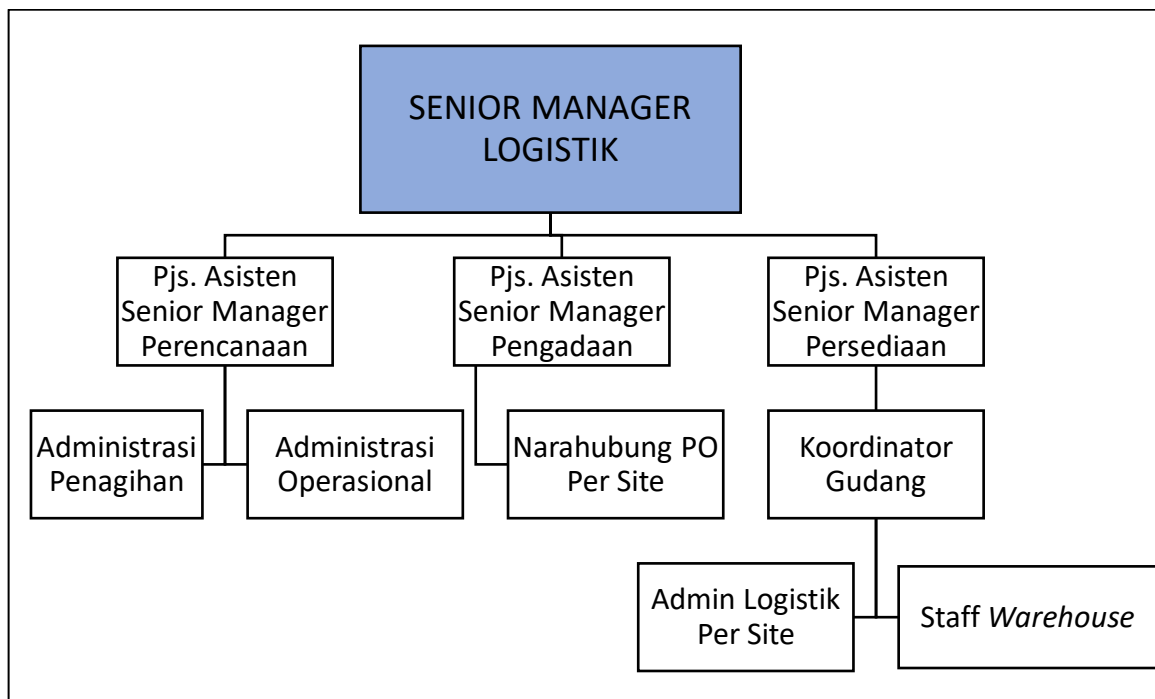 SENIOR MANAGER
LOGISTIK
Pjs. Asisten
Senior Manager
Perencanaan
Pjs. Asisten
Senior Manager
Pengadaan
Pjs. Asisten
Senior Manager
Persediaan
Administrasi
Penagihan
Administrasi
Operasional
Narahubung PO
Per Site
Koordinator
Gudang
Admin Logistik
Per Site
Staff Warehouse